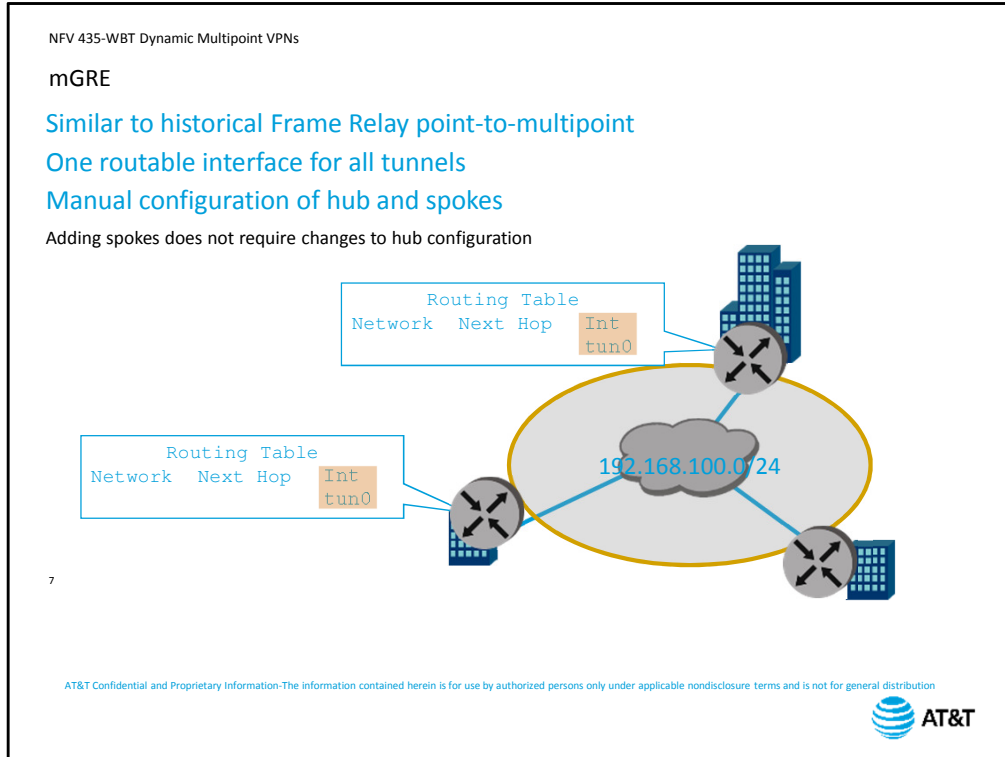 NFV 435-WBT Dynamic Multipoint VPNs
mGRE
Similar to historical Frame Relay point-to-multipoint
One routable interface for all tunnels
Manual configuration of hub and spokes
Adding spokes does not require changes to hub configuration
Routing Table
Network Next Hop Int
tun0
Routing Table
Network Next Hop Int
tun0
192.168.100.0/24
7
AT&T Confidential and Proprietary Information-The information contained herein is for use by authorized persons only under applicable nondisclosure terms and is not for general distribution
AT&T